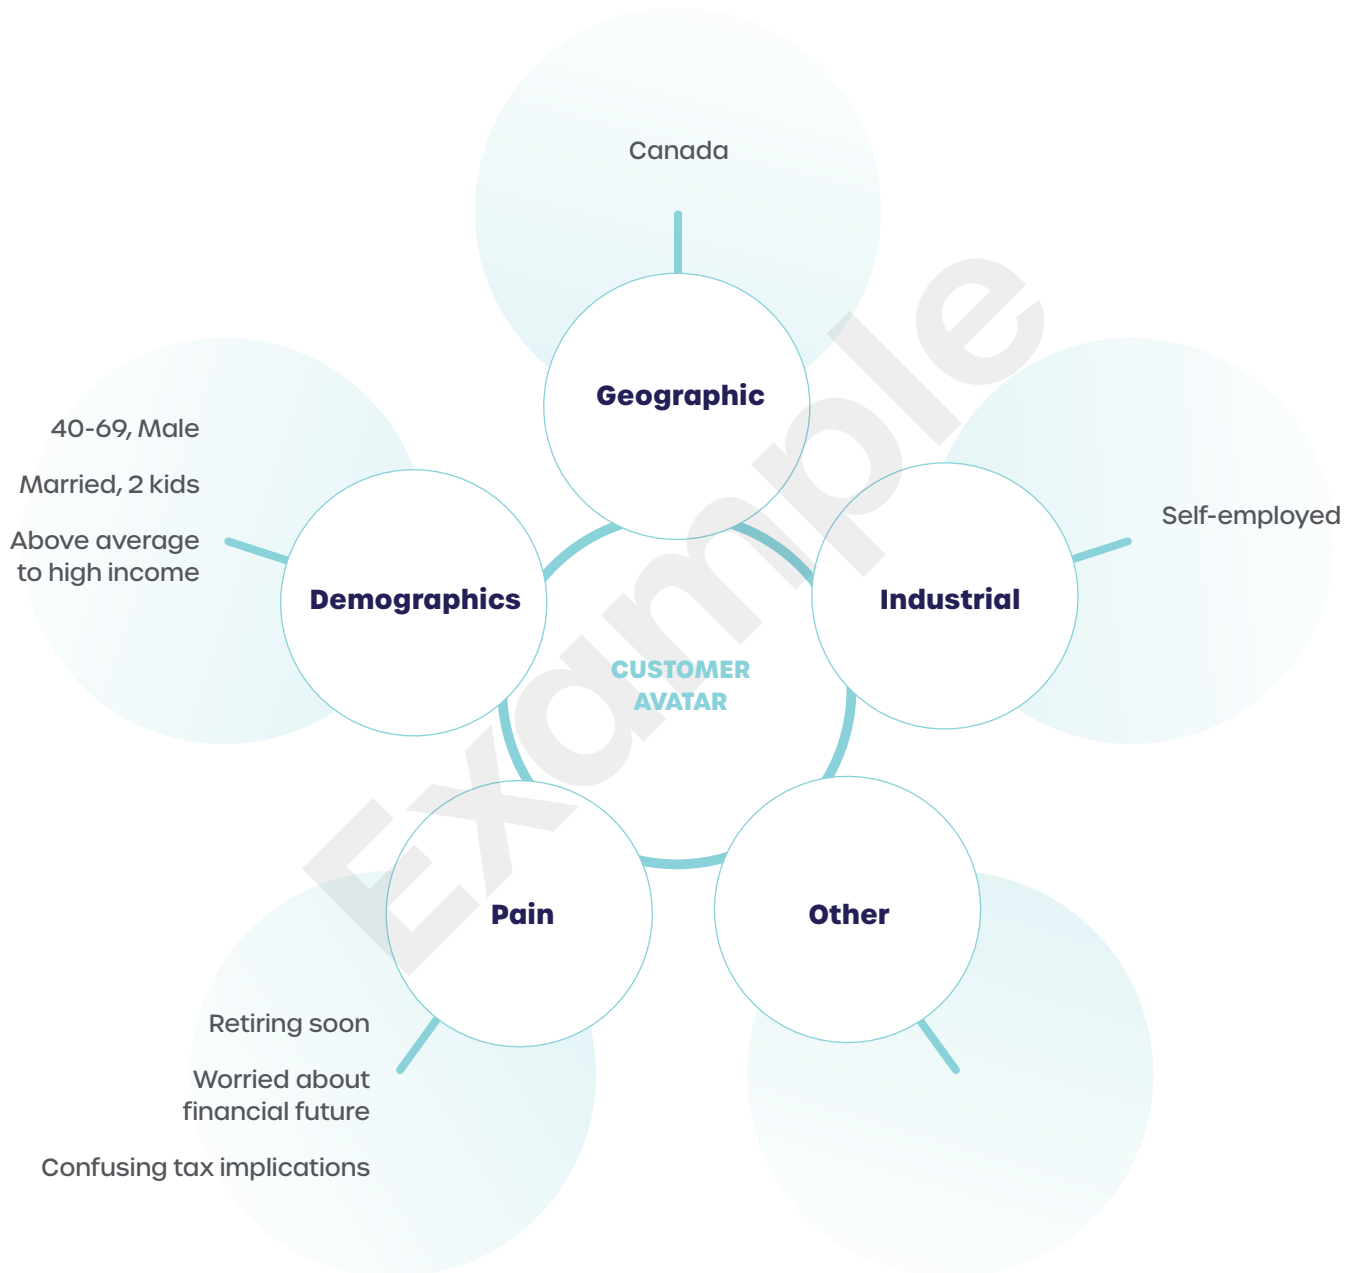 Canada
Geographic
40-69, Male
Married, 2 kids
Above average
to high income
Demographics
Self-employed
Industrial
CUSTOMER
AVATAR
Pain
Retiring soon
Worried about
financial future
Confusing tax implications
Other
Example